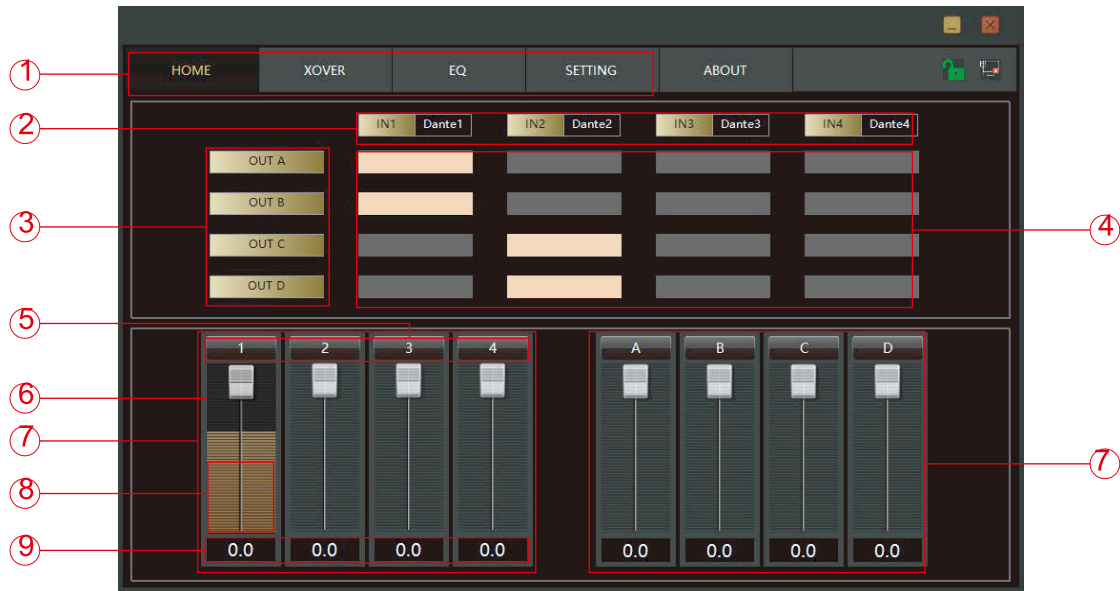 HOME XOVER EQ SETTING ABOUT
1
2 IN1 Dante1 IN2 Dante2 IN3 Dante3 IN4 Dante4
OUT A
OUT B
3 4
OUT C
OUT D
5
1 2 3 4 A B C D
6
7 7
8
9 0.0 0.0 0.0 0.0 0.0 0.0 0.0 0.0